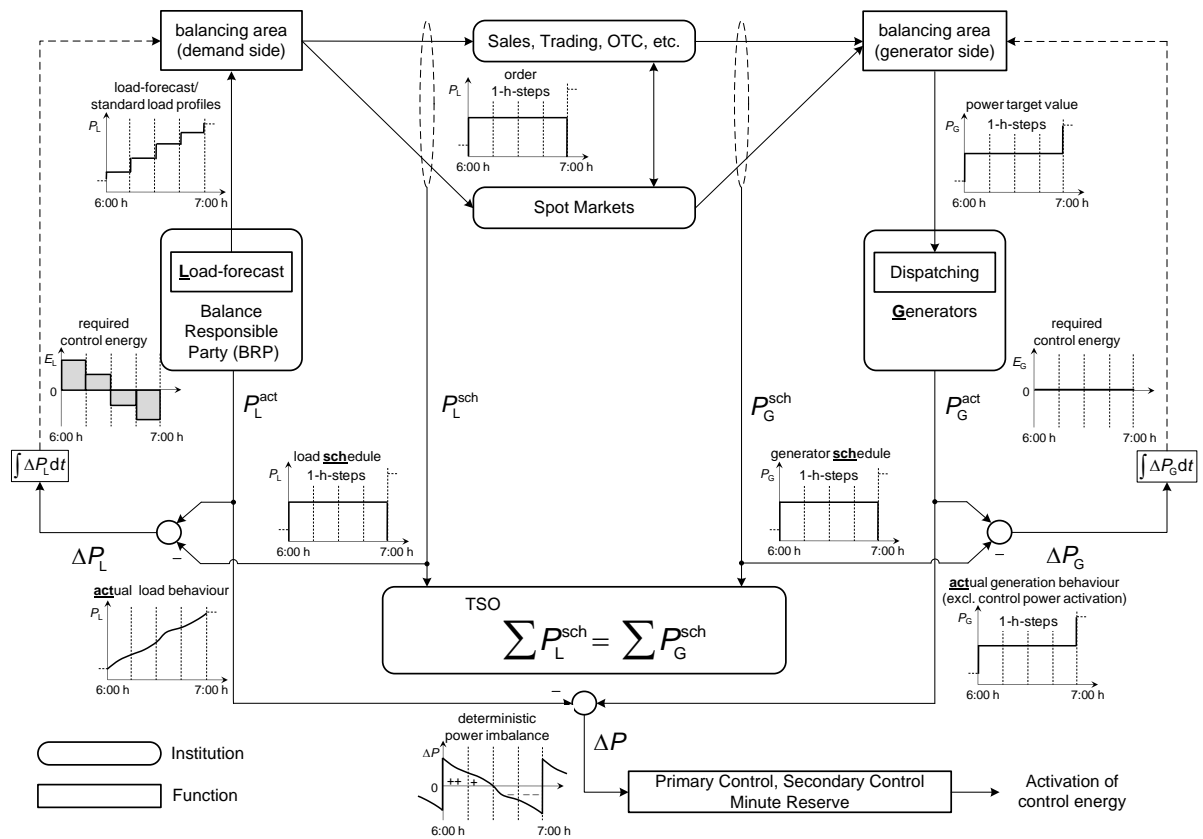 balancing area
(demand side)
Sales, Trading, OTC, etc.
balancing area
(generator side)
load-forecast/
standard load profiles
P_L
6:00 h
7:00 h
order
1-h-steps
P_L
6:00 h
7:00 h
power target value
1-h-steps
P_G
6:00 h
7:00 h
Spot Markets
Load-forecast
Balance
Responsible
Party (BRP)
Dispatching
Generators
required
control energy
E_L
0
6:00 h
7:00 h
required
control energy
E_G
0
6:00 h
7:00 h
P_L^act
P_L^sch
P_G^sch
P_G^act
∫ΔP_L dt
∫ΔP_G dt
load schedule
1-h-steps
P_L
6:00 h
7:00 h
generator schedule
1-h-steps
P_G
6:00 h
7:00 h
–
–
–
–
ΔP_L
ΔP_G
actual load behaviour
P_L
6:00 h
7:00 h
TSO
∑P_L^sch = ∑P_G^sch
actual generation behaviour
(excl. control power activation)
1-h-steps
P_G
6:00 h
7:00 h
–
deterministic
power imbalance
ΔP
0
++
+
6:00 h
7:00 h
ΔP
Institution
Function
Primary Control, Secondary Control
Minute Reserve
Activation of
control energy